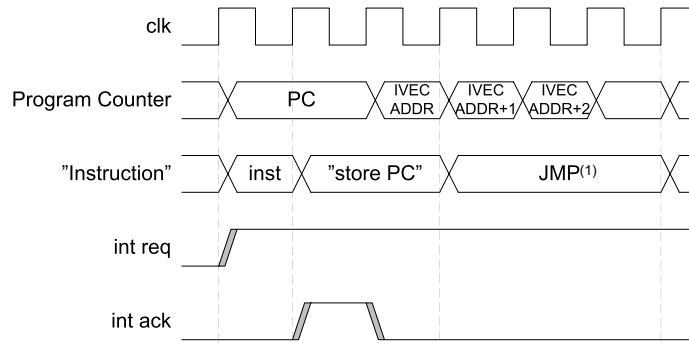 clk
Program Counter
PC
IVEC
ADDR
IVEC
ADDR+1
IVEC
ADDR+2
”Instruction”
inst
”store PC”
JMP(1)
int req
int ack